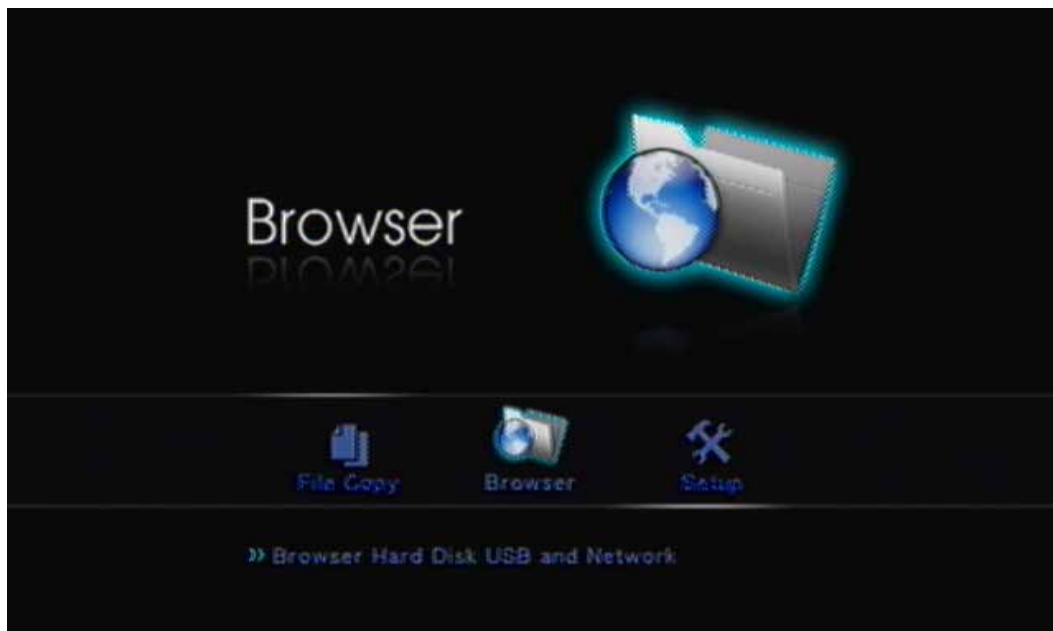 Browser
File Copy
Browser
Setup
» Browser Hard Disk USB and Network